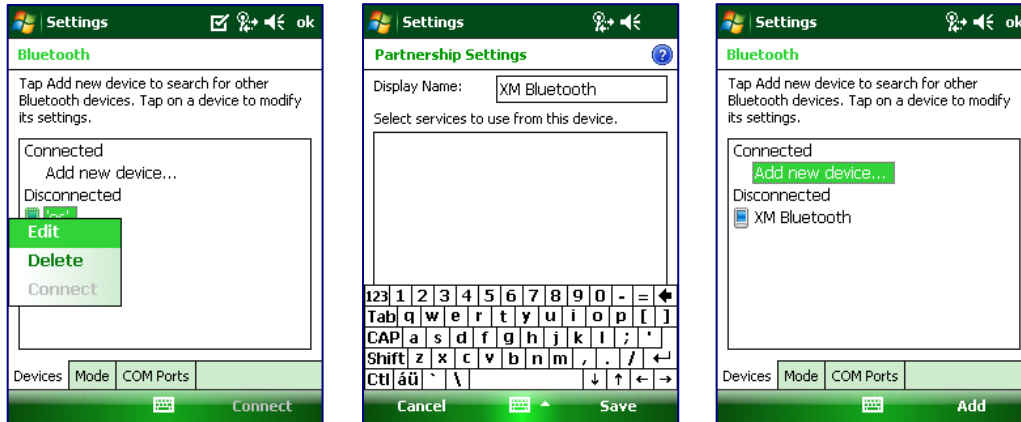 Settings
ok
Bluetooth
Tap Add new device to search for other
Bluetooth devices. Tap on a device to modify
its settings.
Connected
Add new device...
Disconnected
Edit
Delete
Connect
Devices Mode COM Ports
Connect
Settings
Partnership Settings
?
Display Name: XM Bluetooth
Select services to use from this device.
123 1 2 3 4 5 6 7 8 9 0 - =
Tab q w e r t y u i o p [ ]
CAP a s d f g h j k l ; '
Shift z x c v b n m , . / ↵
Ctl áü ` \ ↓ ↑ ← →
Cancel Save
Settings
ok
Bluetooth
Tap Add new device to search for other
Bluetooth devices. Tap on a device to modify
its settings.
Connected
Add new device...
Disconnected
XM Bluetooth
Devices Mode COM Ports
Add